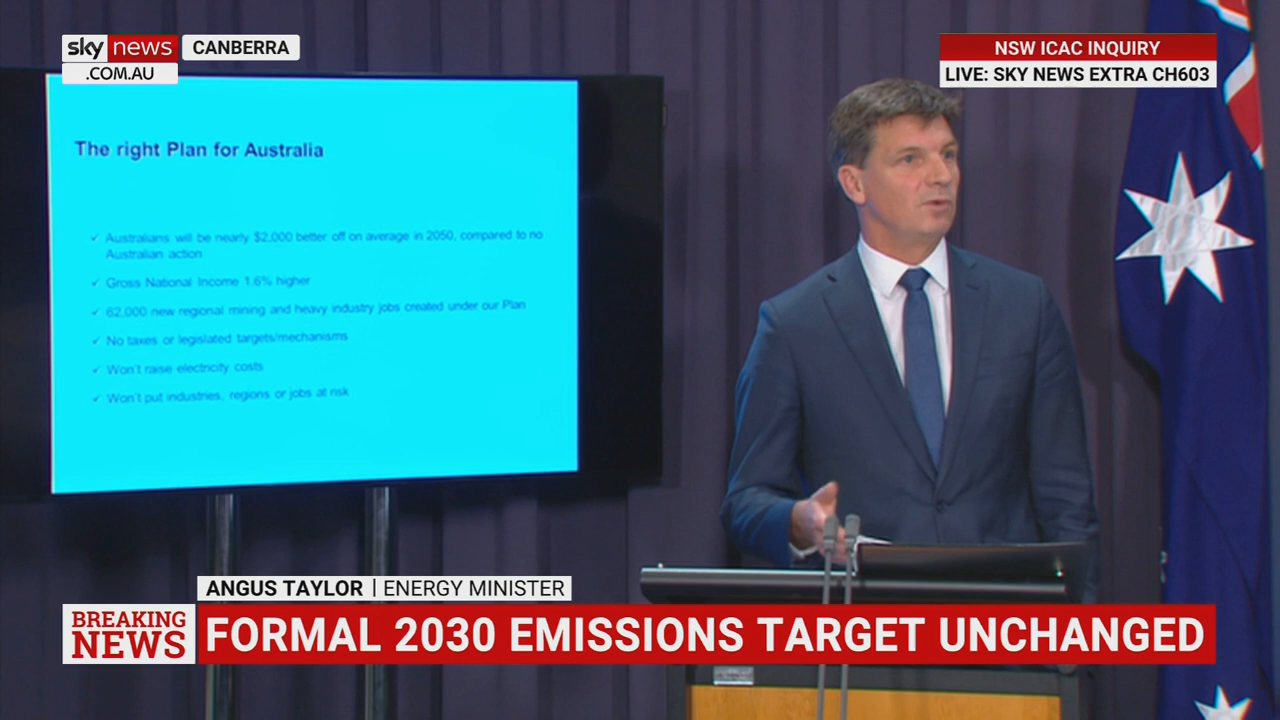 sky news
CANBERRA
.COM.AU
NSW ICAC INQUIRY
LIVE: SKY NEWS EXTRA CH603
The right Plan for Australia
✓ Australians will be nearly $2,000 better off on average in 2050, compared to no
Australian action
✓ Gross National Income 1.6% higher
✓ 62,000 new regional mining and heavy industry jobs created under our Plan
✓ No taxes or legislated targets/mechanisms
✓ Won't raise electricity costs
✓ Won't put industries, regions or jobs at risk
ANGUS TAYLOR | ENERGY MINISTER
BREAKING
NEWS
FORMAL 2030 EMISSIONS TARGET UNCHANGED